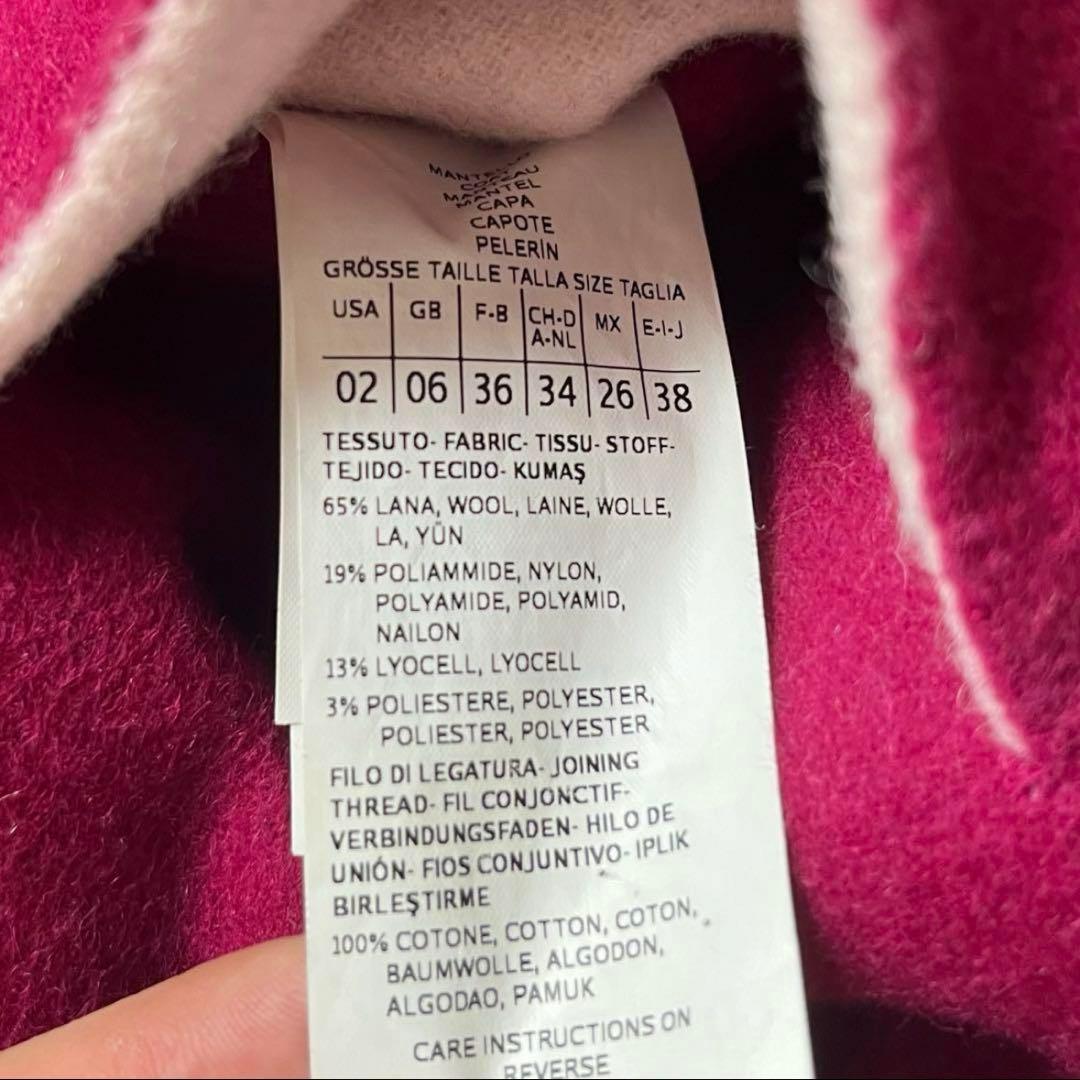 CAPA
CAPOTE
PELERİN
GRÖSSE TAILLE TALLA SIZE TAGLIA
USA GB F-B CH-D A-NL MX E-I-J
02 06 36 34 26 38
TESSUTO- FABRIC- TISSU- STOFF-
TEJIDO- TECIDO- KUMAŞ
65% LANA, WOOL, LAINE, WOLLE,
LA, YŪN
19% POLIAMMIDE, NYLON,
POLYAMIDE, POLYAMID,
NAILON
13% LYOCELL, LYOCELL
3% POLIESTERE, POLYESTER,
POLIESTER, POLYESTER
FILO DI LEGATURA- JOINING
THREAD- FIL CONJONCTIF-
VERBINDUNGSFADEN- HILO DE
UNIÓN- FIOS CONJUNTIVO- IPLIK
BIRLEŞTIRME
100% COTONE, COTTON, COTON,
BAUMWOLLE, ALGODON,
ALGODAO, PAMUK
CARE INSTRUCTIONS ON
REVERSE